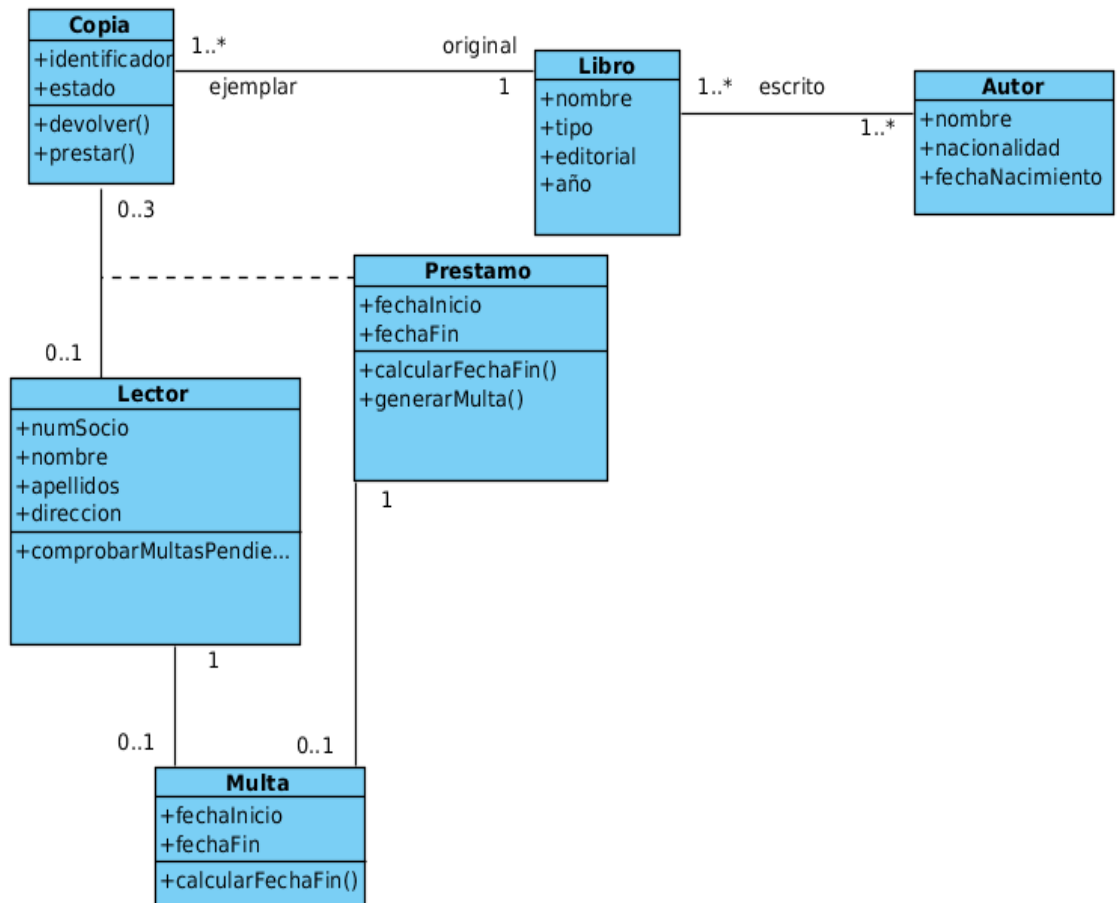 Copia
+identificador
+estado
+devolver()
+prestar()
1..*
ejemplar
original
1
Libro
+nombre
+tipo
+editorial
+año
1..*
escrito
1..*
Autor
+nombre
+nacionalidad
+fechaNacimiento
0..3
0..1
Prestamo
+fechaInicio
+fechaFin
+calcularFechaFin()
+generarMulta()
1
Lector
+numSocio
+nombre
+apellidos
+direccion
+comprobarMultasPendie...
1
0..1
0..1
Multa
+fechaInicio
+fechaFin
+calcularFechaFin()